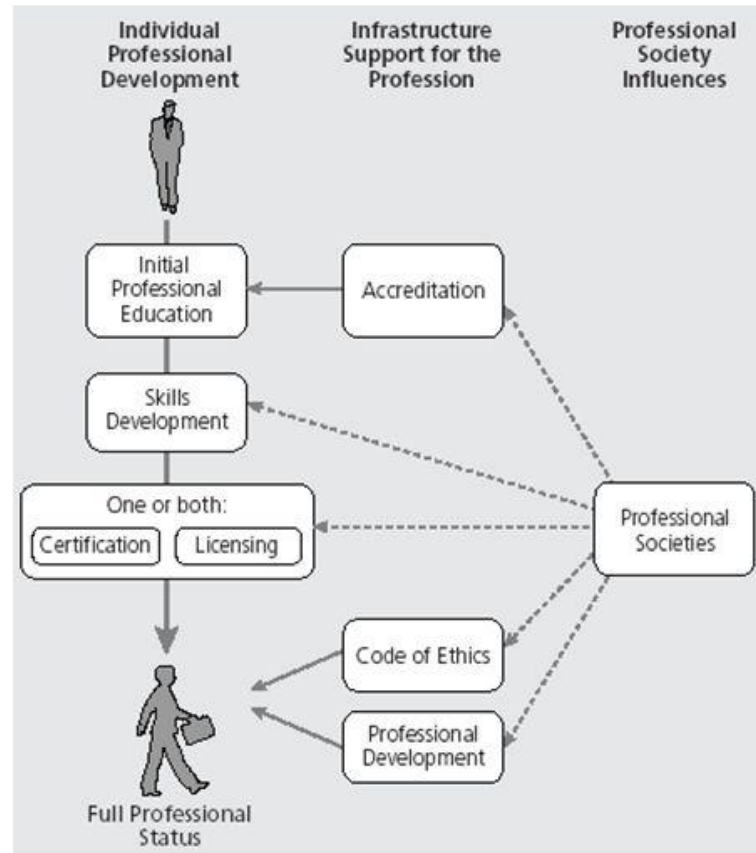 Individual
Professional
Development
Infrastructure
Support for the
Profession
Professional
Society
Influences
Initial
Professional
Education
Accreditation
Skills
Development
One or both:
Certification
Licensing
Professional
Societies
Code of Ethics
Professional
Development
Full Professional
Status